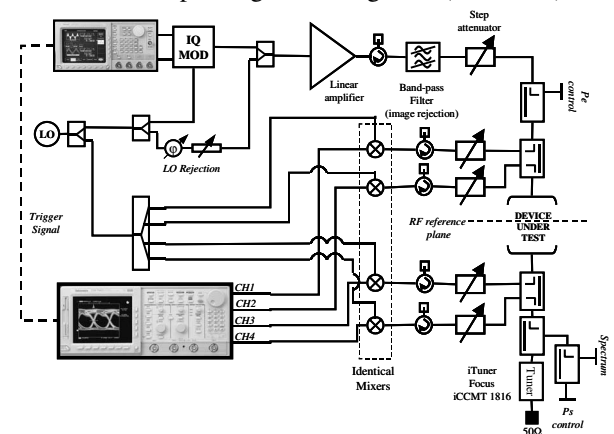 Step
attenuator
IQ
MOD
Linear
amplifier
Band-pass
Filter
(image rejection)
Pe
control
LO
φ
LO Rejection
Trigger
Signal
RF reference
plane
DEVICE
UNDER
TEST
CH1
CH2
CH3
CH4
Identical
Mixers
iTuner
Focus
iCCMT 1816
Tuner
Spectrum
Ps
control
50Ω